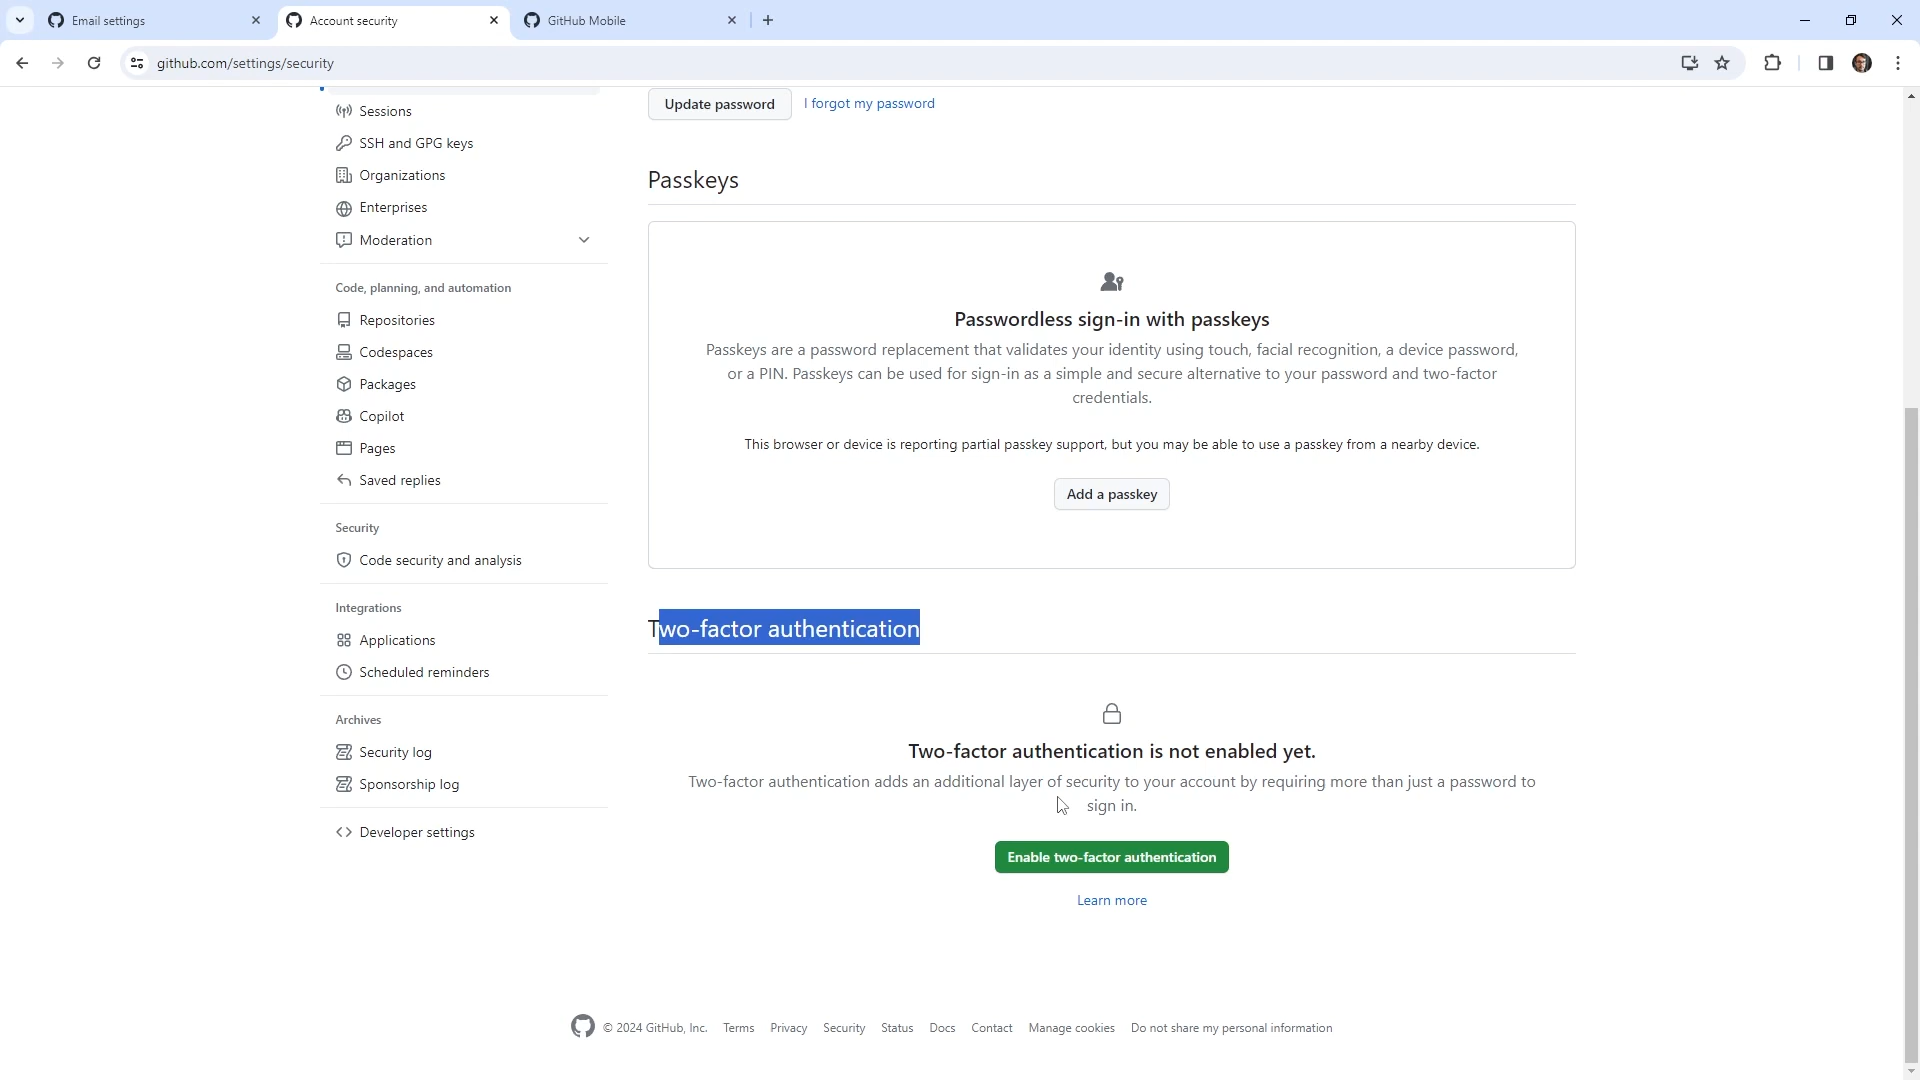 Email settings
Account security
GitHub Mobile
github.com/settings/security
Sessions
SSH and GPG keys
Organizations
Enterprises
Moderation
Code, planning, and automation
Repositories
Codespaces
Packages
Copilot
Pages
Saved replies
Security
Code security and analysis
Integrations
Applications
Scheduled reminders
Archives
Security log
Sponsorship log
Developer settings
Update password
I forgot my password
Passkeys
Passwordless sign-in with passkeys
Passkeys are a password replacement that validates your identity using touch, facial recognition, a device password,
or a PIN. Passkeys can be used for sign-in as a simple and secure alternative to your password and two-factor
credentials.
This browser or device is reporting partial passkey support, but you may be able to use a passkey from a nearby device.
Add a passkey
Two-factor authentication
Two-factor authentication is not enabled yet.
Two-factor authentication adds an additional layer of security to your account by requiring more than just a password to
sign in.
Enable two-factor authentication
Learn more
© 2024 GitHub, Inc. Terms Privacy Security Status Docs Contact Manage cookies Do not share my personal information